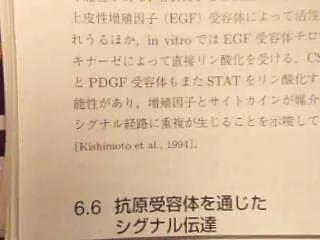 上皮性増殖因子（EGF）受容体によって活性
れうるほか，in vitro では EGF 受容体チロ
キナーゼによって直接リン酸化を受ける．CS
と PDGF 受容体もまた STAT をリン酸化す
能性があり，増殖因子とサイトカインが媒介
シグナル経路に重複が生じることを示唆して
[Kishimoto et al., 1994]．
6.6 抗原受容体を通じた
シグナル伝達